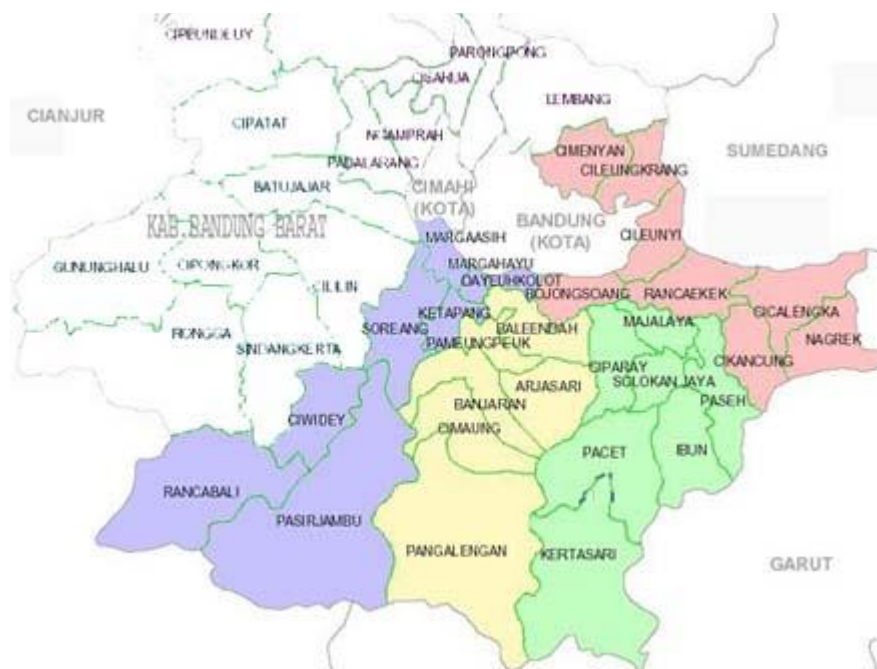 CIPEUNDEUY
PARONGPONG
CISARUA
LEMBANG
CIANJUR
CIPATAT
NGAMPRAH
CIMENYAN
SUMEDANG
PADALARANG
CILEUNGKRANG
BATUJAJAR
CIMAHI
(KOTA)
KAB.BANDUNG BARAT
BANDUNG
(KOTA)
MARGAASIH
CILEUNYI
GUNUNGHALU
CIPONGKOR
MARGAHAYU
DAYEUHKOLOT
CILILIN
BOJONGSOANG
RANCAEKEK
KETAPANG
CICALENGKA
RONGGA
SOREANG
BALEENDAH
MAJALAYA
NAGREK
SINDANGKERTA
PAMEUNGPEUK
CIPARAY
CIKANCUNG
ARJASARI
SOLOKAN JAYA
PASEH
CIWIDEY
BANJARAN
CIMAUNG
PACET
IBUN
RANCABALI
PASIRJAMBU
PANGALENGAN
KERTASARI
GARUT